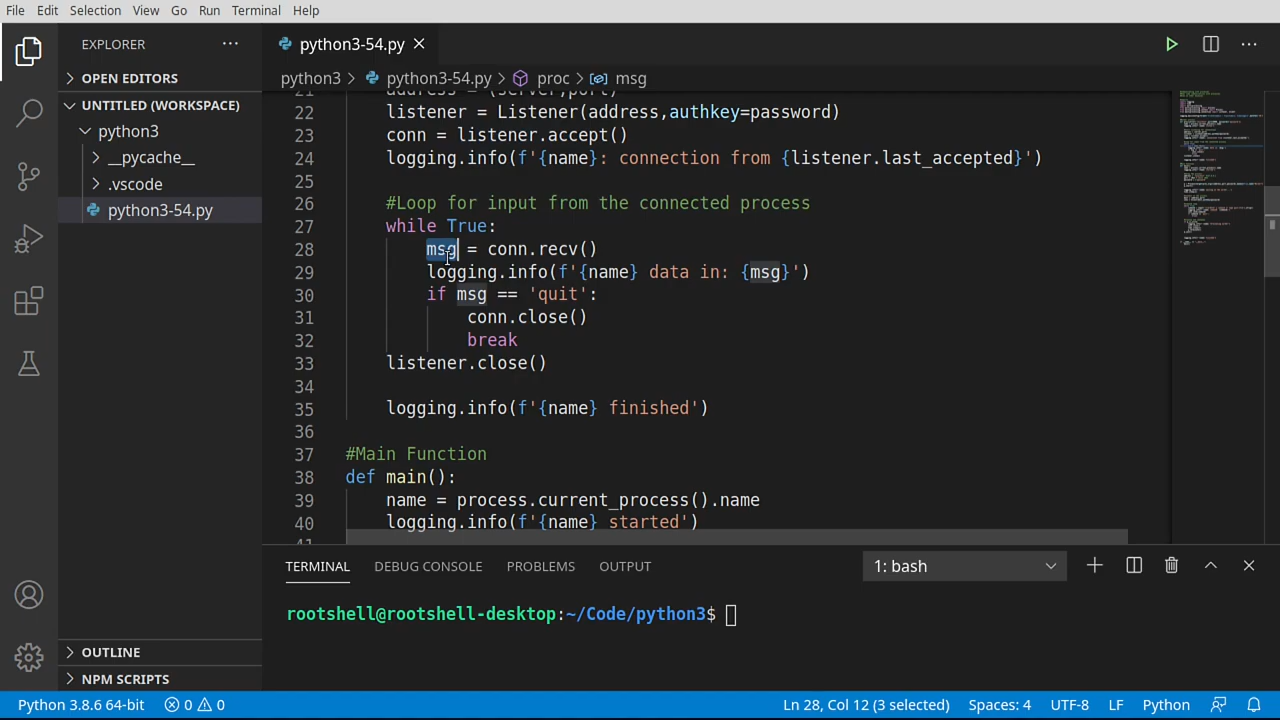 File Edit Selection View Go Run Terminal Help
EXPLORER
python3-54.py
OPEN EDITORS
python3 > python3-54.py > proc > msg
UNTITLED (WORKSPACE)
python3
__pycache__
.vscode
python3-54.py
21 address = (server,port)
22 listener = Listener(address,authkey=password)
23 conn = listener.accept()
24 logging.info(f'{name}: connection from {listener.last_accepted}')
25
26 #Loop for input from the connected process
27 while True:
28 msg = conn.recv()
29 logging.info(f'{name} data in: {msg}')
30 if msg == 'quit':
31 conn.close()
32 break
33 listener.close()
34
35 logging.info(f'{name} finished')
36
37 #Main Function
38 def main():
39 name = process.current_process().name
40 logging.info(f'{name} started')
41
TERMINAL DEBUG CONSOLE PROBLEMS OUTPUT 1: bash
rootshell@rootshell-desktop:~/Code/python3$
OUTLINE
NPM SCRIPTS
Python 3.8.6 64-bit 0 0 Ln 28, Col 12 (3 selected) Spaces: 4 UTF-8 LF Python